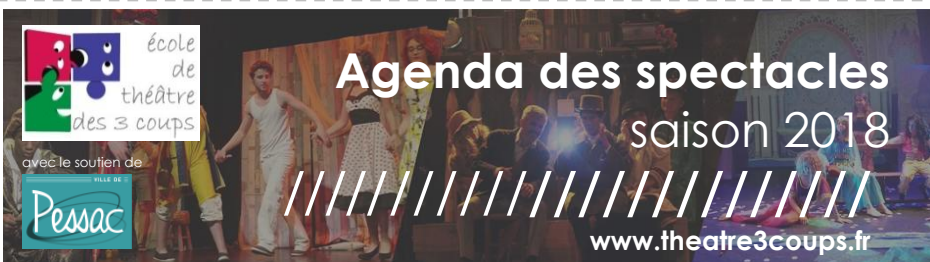 école
de
théâtre
des 3 coups
avec le soutien de
VILLE DE
Pessac
Agenda des spectacles
saison 2018
//////////////////////
www.theatre3coups.fr